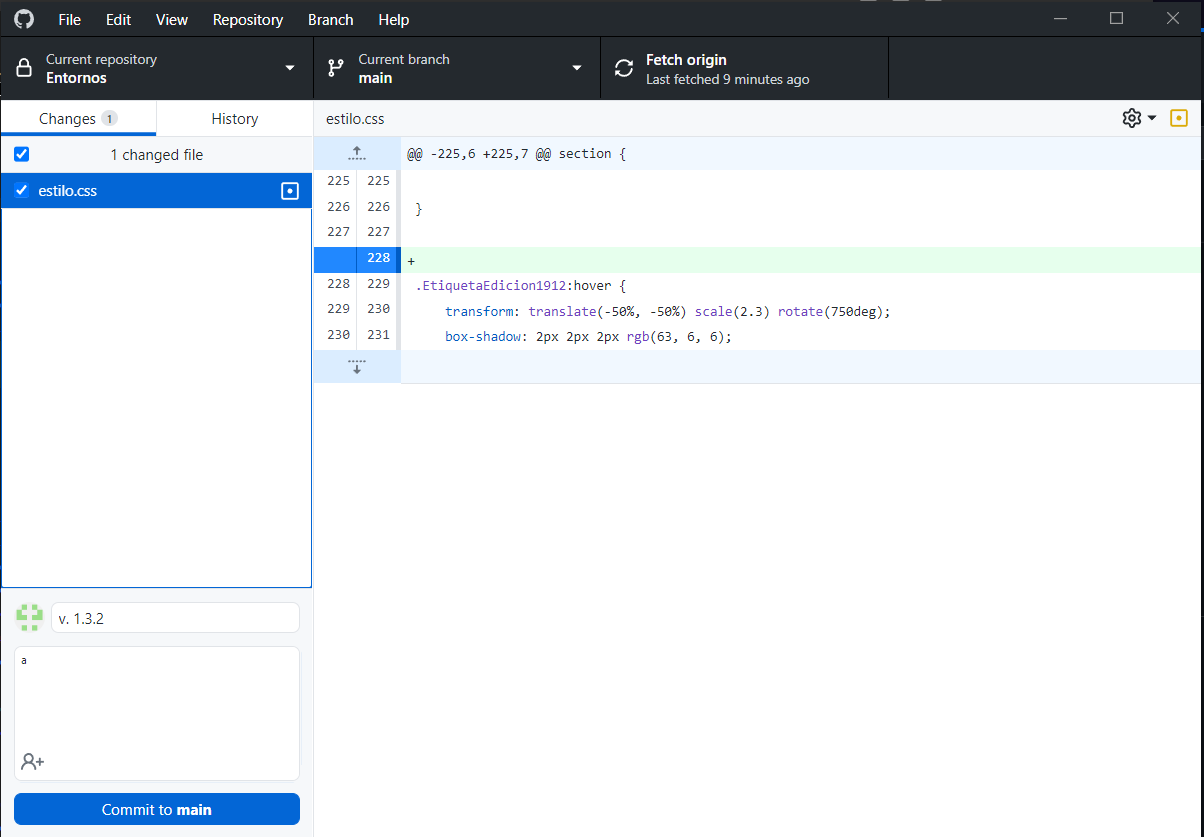 File Edit View Repository Branch Help
Current repository
Entornos
Current branch
main
Fetch origin
Last fetched 9 minutes ago
Changes 1
History
estilo.css
1 changed file
estilo.css
@@ -225,6 +225,7 @@ section {
225 225
226 226 }
227 227
228 +
228 229 .EtiquetaEdicion1912:hover {
229 230 transform: translate(-50%, -50%) scale(2.3) rotate(750deg);
230 231 box-shadow: 2px 2px 2px rgb(63, 6, 6);
v. 1.3.2
a
Commit to main